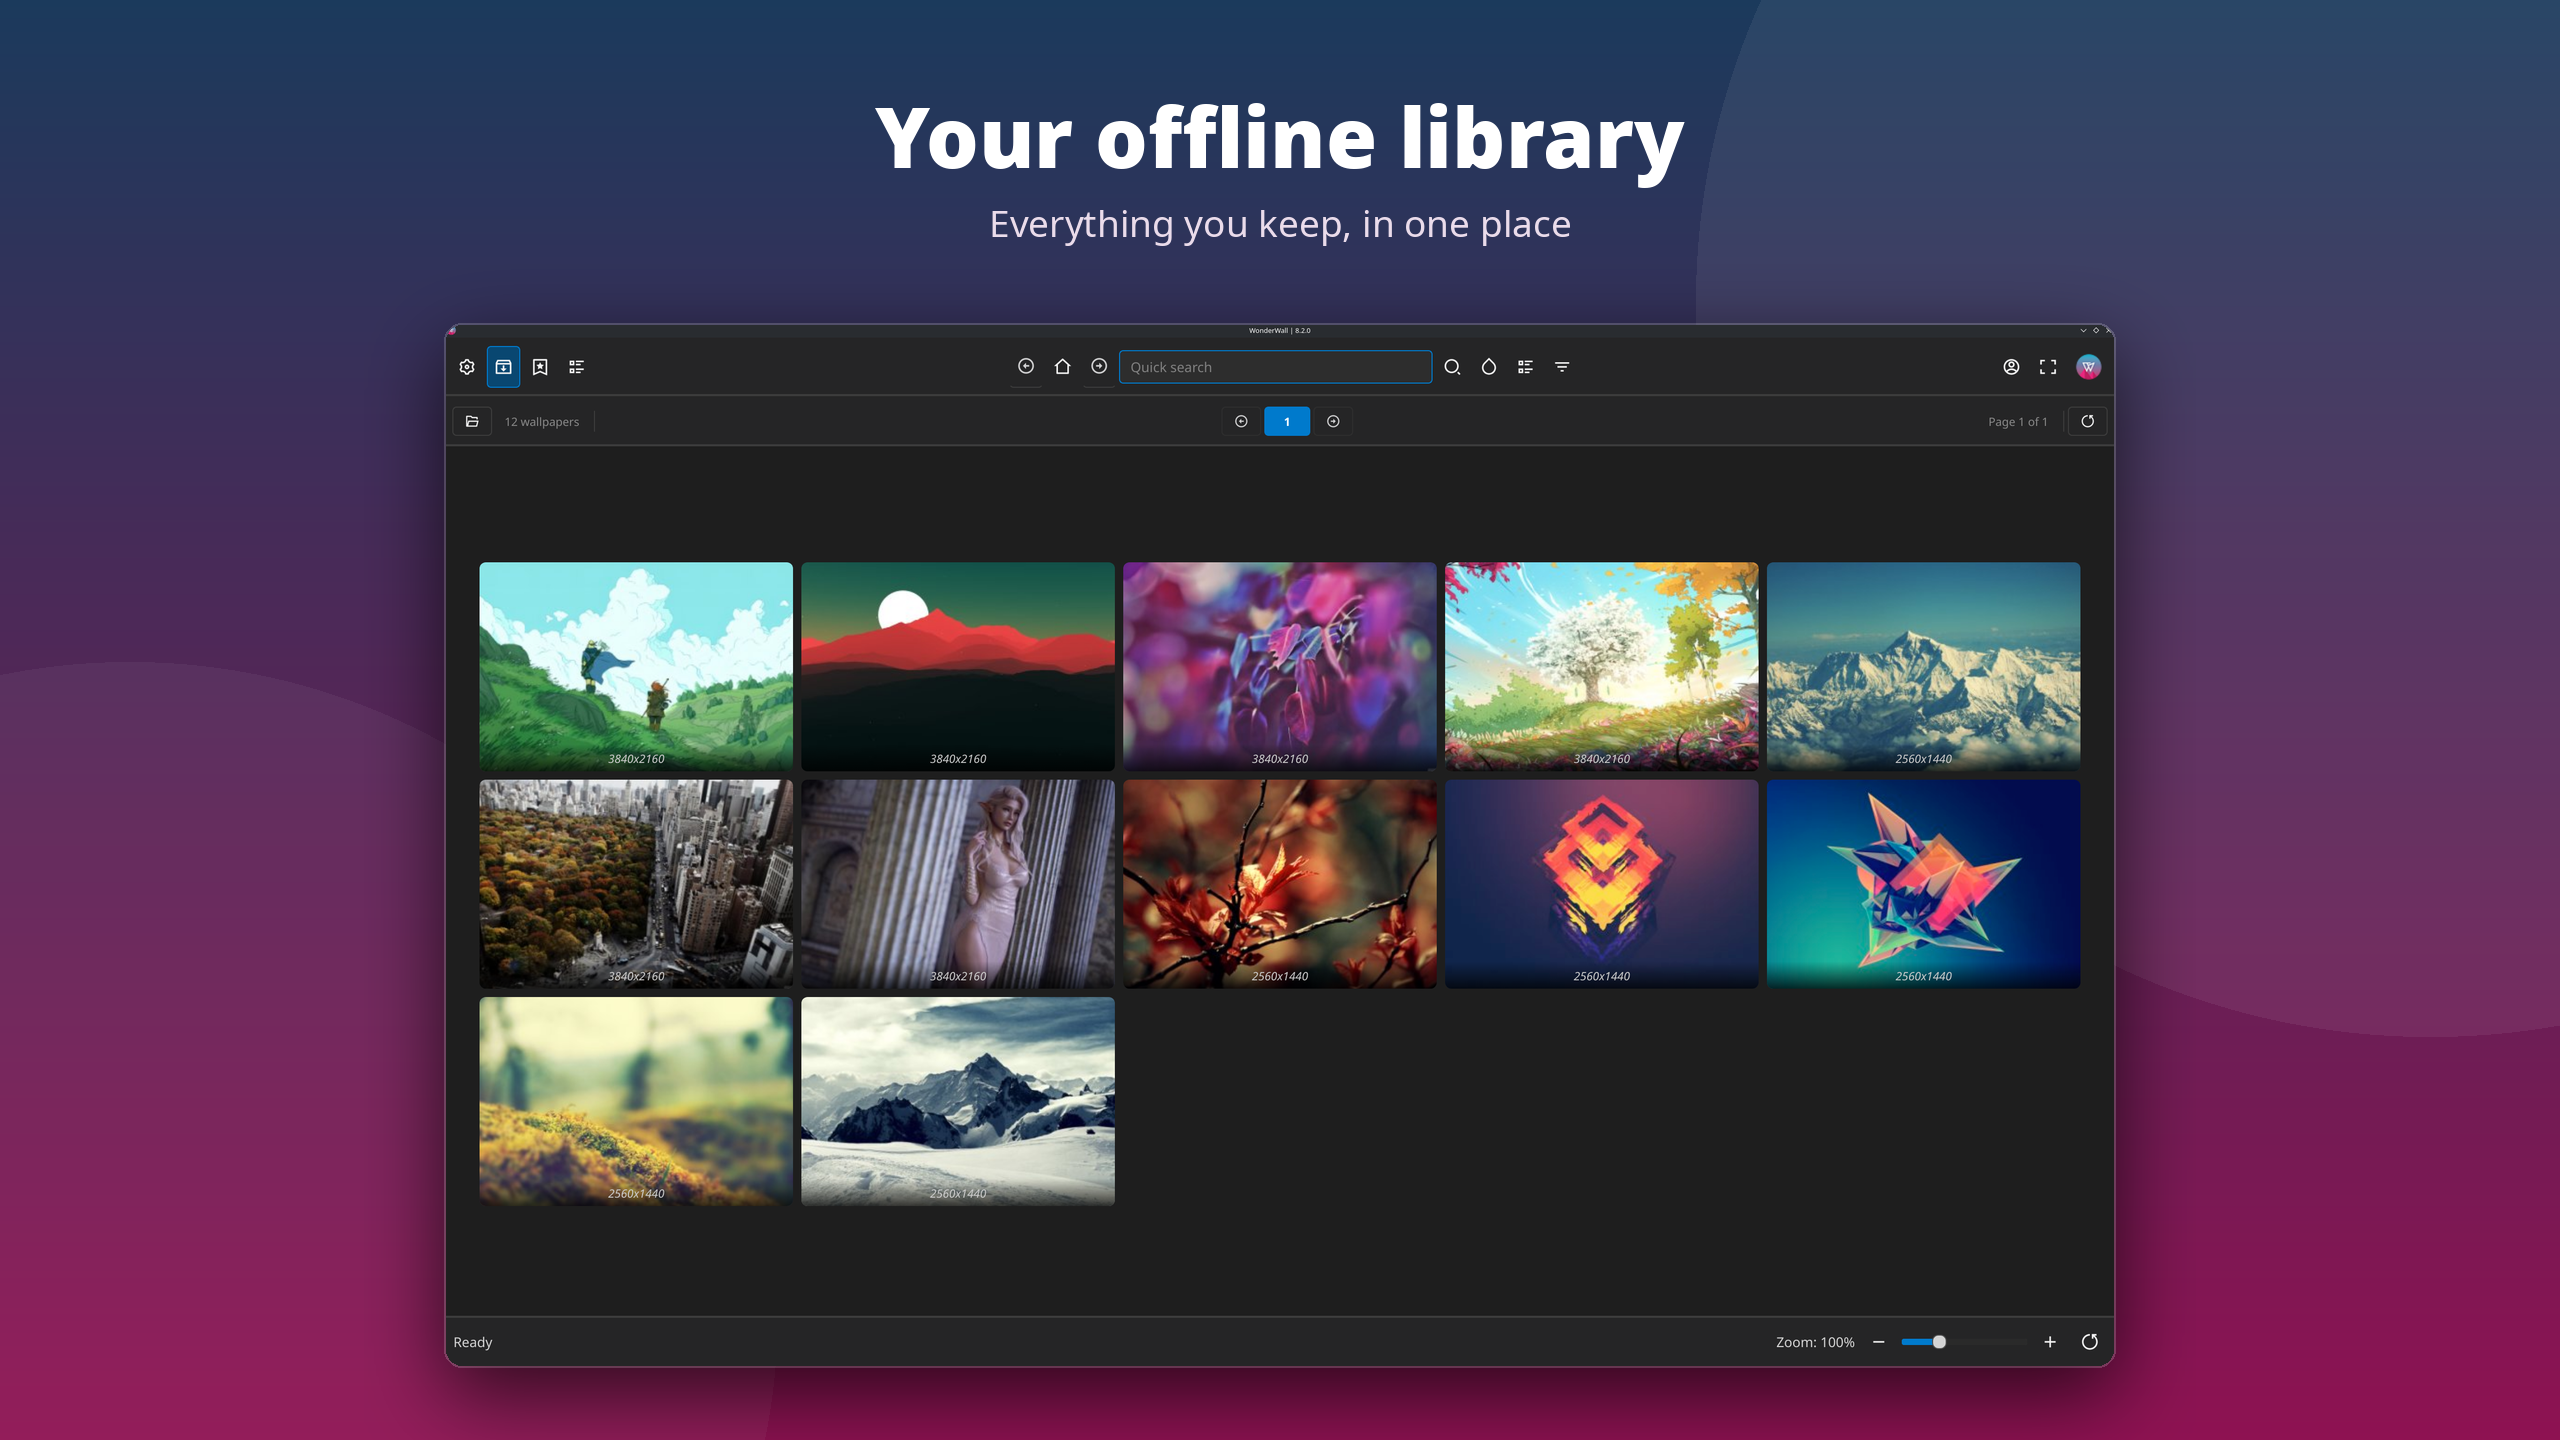 Your offline library
Everything you keep, in one place
WonderWall | 8.2.0
Quick search
12 wallpapers
1
Page 1 of 1
3840x2160
3840x2160
3840x2160
3840x2160
2560x1440
3840x2160
3840x2160
2560x1440
2560x1440
2560x1440
2560x1440
2560x1440
Ready
Zoom: 100%